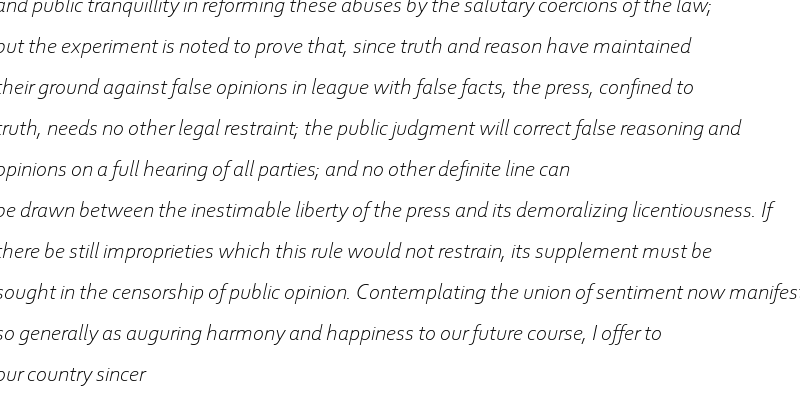 and public tranquillity in reforming these abuses by the salutary coercions of the law;
but the experiment is noted to prove that, since truth and reason have maintained
their ground against false opinions in league with false facts, the press, confined to
truth, needs no other legal restraint; the public judgment will correct false reasoning and
opinions on a full hearing of all parties; and no other definite line can
be drawn between the inestimable liberty of the press and its demoralizing licentiousness. If
there be still improprieties which this rule would not restrain, its supplement must be
sought in the censorship of public opinion. Contemplating the union of sentiment now manifest
so generally as auguring harmony and happiness to our future course, I offer to
our country sincer